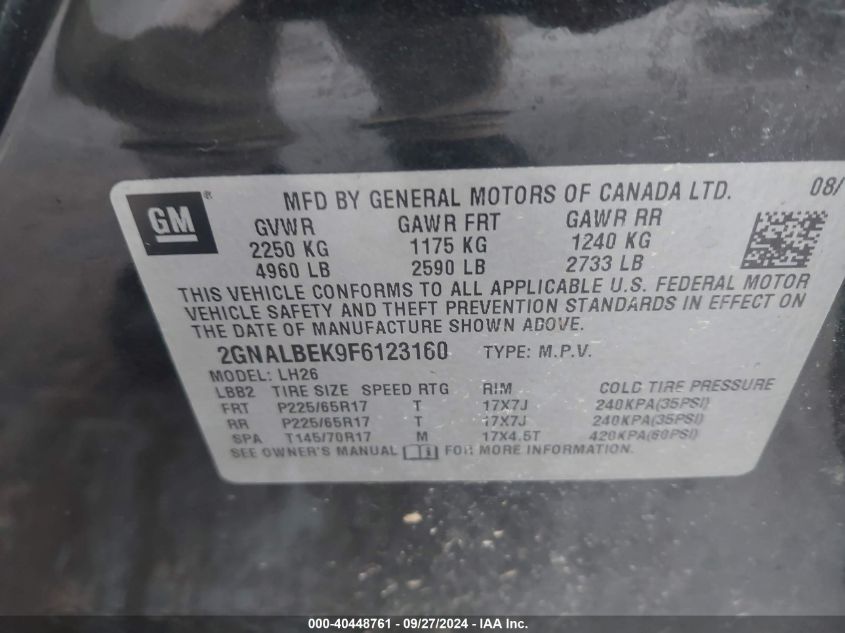 GM ® MFD BY GENERAL MOTORS OF CANADA LTD. 08/
GVWR GAWR FRT GAWR RR
2250 KG 1175 KG 1240 KG
4960 LB 2590 LB 2733 LB
THIS VEHICLE CONFORMS TO ALL APPLICABLE U.S. FEDERAL MOTOR
VEHICLE SAFETY AND THEFT PREVENTION STANDARDS IN EFFECT ON
THE DATE OF MANUFACTURE SHOWN ABOVE.
2GNALBEK9F6123160 TYPE: M.P.V.
MODEL: LH26
LBB2 TIRE SIZE SPEED RTG RIM COLD TIRE PRESSURE
FRT P225/65R17 T 17X7J 240KPA(35PSI)
RR P225/65R17 T 17X7J 240KPA(35PSI)
SPA T145/70R17 M 17X4.5T 420KPA(60PSI)
SEE OWNER'S MANUAL i FOR MORE INFORMATION.
000-40448761 - 09/27/2024 - IAA Inc.